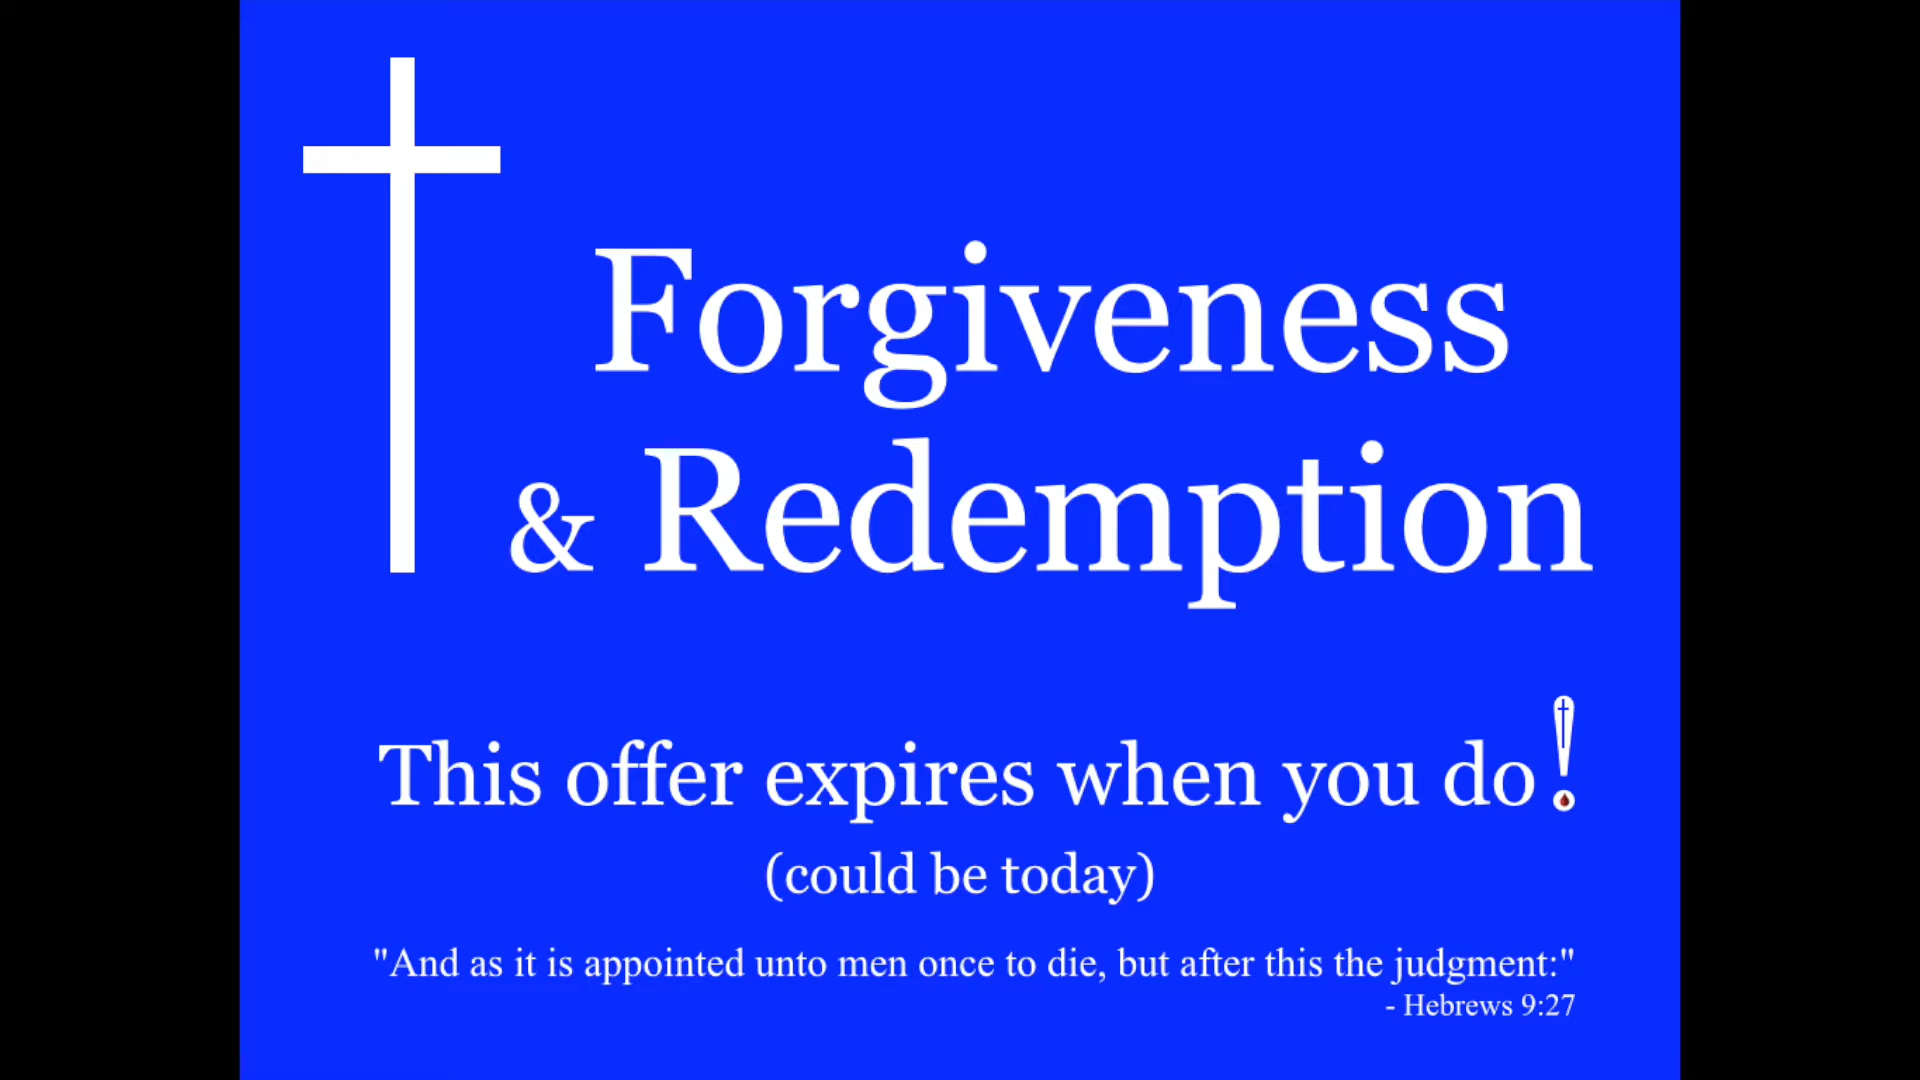 Forgiveness
& Redemption
This offer expires when you do!
(could be today)
"And as it is appointed unto men once to die, but after this the judgment:"
- Hebrews 9:27